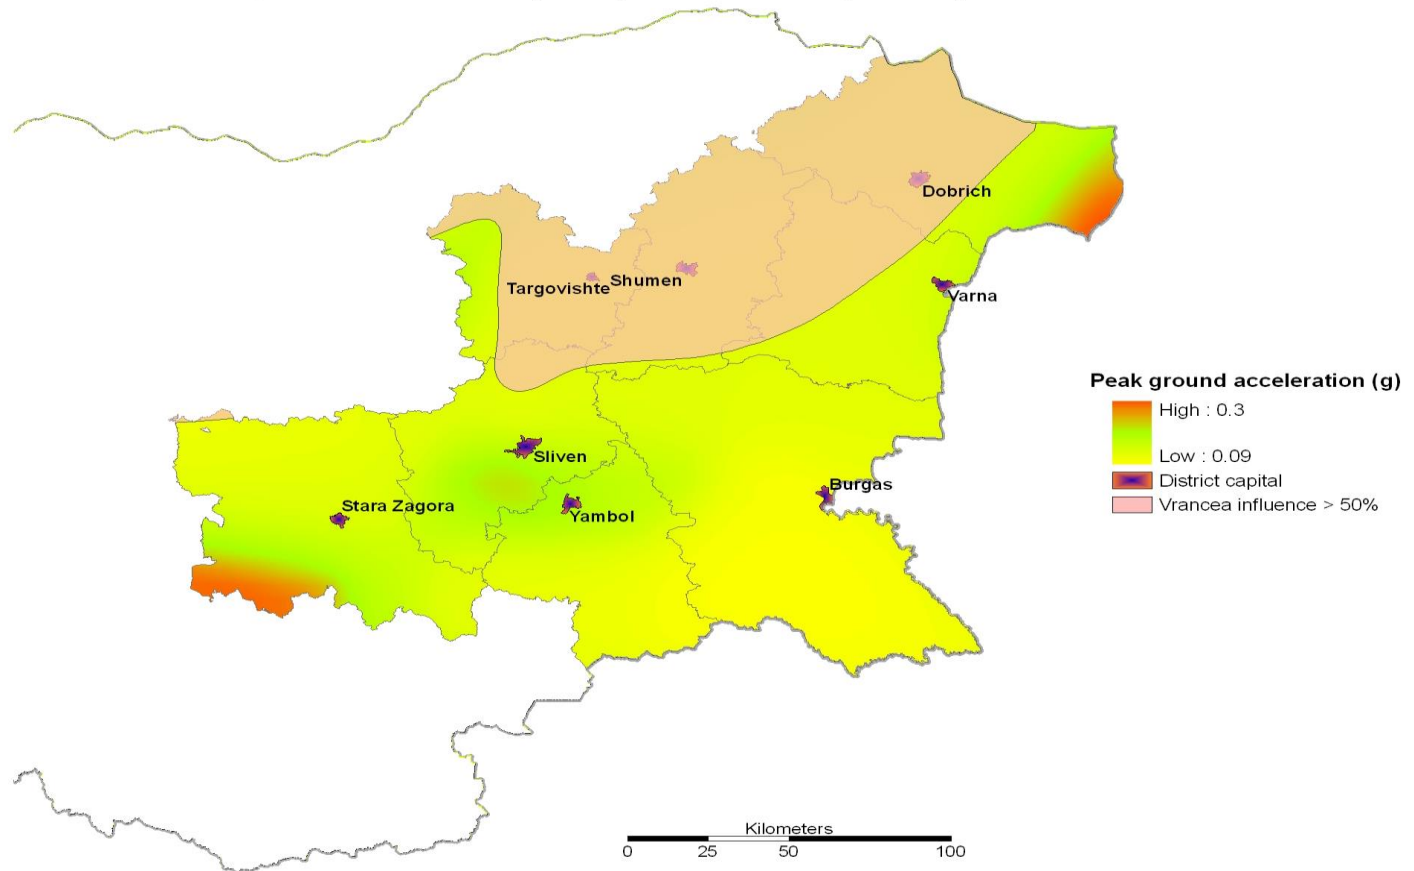 Dobrich
Targovishte
Shumen
Varna
Peak ground acceleration (g)
High : 0.3
Low : 0.09
District capital
Vrancea influence > 50%
Sliven
Burgas
Stara Zagora
Yambol
Kilometers
0 25 50 100